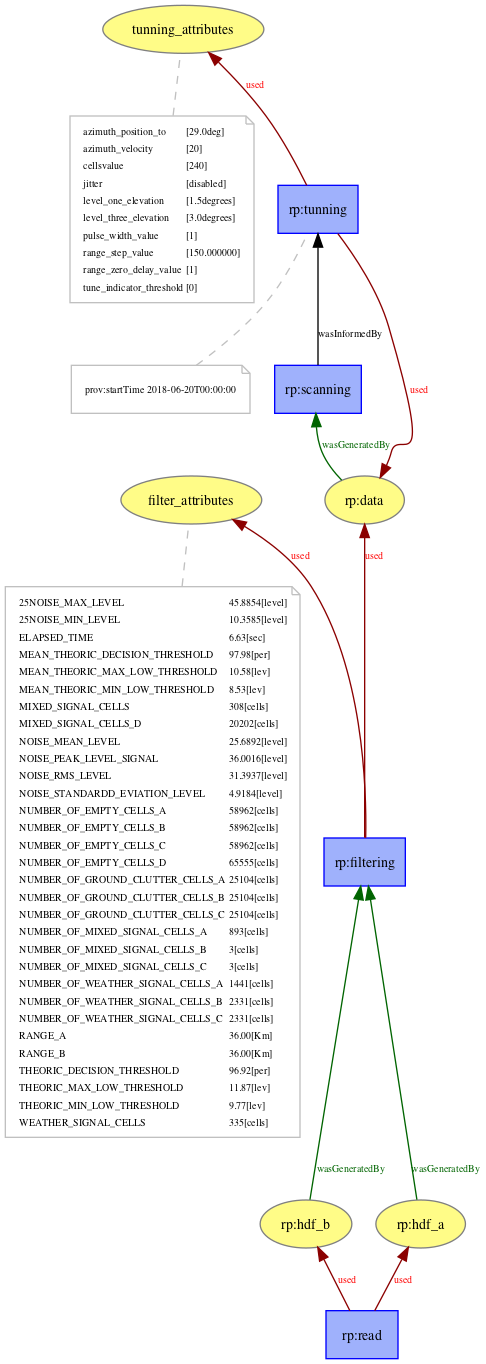 tunning_attributes
used
azimuth_position_to [29.0deg]
azimuth_velocity [20]
cellsvalue [240]
jitter [disabled]
level_one_elevation [1.5degrees]
level_three_elevation [3.0degrees]
pulse_width_value [1]
range_step_value [150.000000]
range_zero_delay_value [1]
tune_indicator_threshold [0]
rp:tunning
wasInformedBy
prov:startTime 2018-06-20T00:00:00
rp:scanning
used
wasGeneratedBy
filter_attributes
rp:data
used
used
25NOISE_MAX_LEVEL 45.8854[level]
25NOISE_MIN_LEVEL 10.3585[level]
ELAPSED_TIME 6.63[sec]
MEAN_THEORIC_DECISION_THRESHOLD 97.98[per]
MEAN_THEORIC_MAX_LOW_THRESHOLD 10.58[lev]
MEAN_THEORIC_MIN_LOW_THRESHOLD 8.53[lev]
MIXED_SIGNAL_CELLS 308[cells]
MIXED_SIGNAL_CELLS_D 20202[cells]
NOISE_MEAN_LEVEL 25.6892[level]
NOISE_PEAK_LEVEL_SIGNAL 36.0016[level]
NOISE_RMS_LEVEL 31.3937[level]
NOISE_STANDARDD_EVIATION_LEVEL 4.9184[level]
NUMBER_OF_EMPTY_CELLS_A 58962[cells]
NUMBER_OF_EMPTY_CELLS_B 58962[cells]
NUMBER_OF_EMPTY_CELLS_C 58962[cells]
NUMBER_OF_EMPTY_CELLS_D 65555[cells]
NUMBER_OF_GROUND_CLUTTER_CELLS_A 25104[cells]
NUMBER_OF_GROUND_CLUTTER_CELLS_B 25104[cells]
NUMBER_OF_GROUND_CLUTTER_CELLS_C 25104[cells]
NUMBER_OF_MIXED_SIGNAL_CELLS_A 893[cells]
NUMBER_OF_MIXED_SIGNAL_CELLS_B 3[cells]
NUMBER_OF_MIXED_SIGNAL_CELLS_C 3[cells]
NUMBER_OF_WEATHER_SIGNAL_CELLS_A 1441[cells]
NUMBER_OF_WEATHER_SIGNAL_CELLS_B 2331[cells]
NUMBER_OF_WEATHER_SIGNAL_CELLS_C 2331[cells]
RANGE_A 36.00[Km]
RANGE_B 36.00[Km]
THEORIC_DECISION_THRESHOLD 96.92[per]
THEORIC_MAX_LOW_THRESHOLD 11.87[lev]
THEORIC_MIN_LOW_THRESHOLD 9.77[lev]
WEATHER_SIGNAL_CELLS 335[cells]
rp:filtering
wasGeneratedBy
wasGeneratedBy
rp:hdf_b
rp:hdf_a
used
used
rp:read